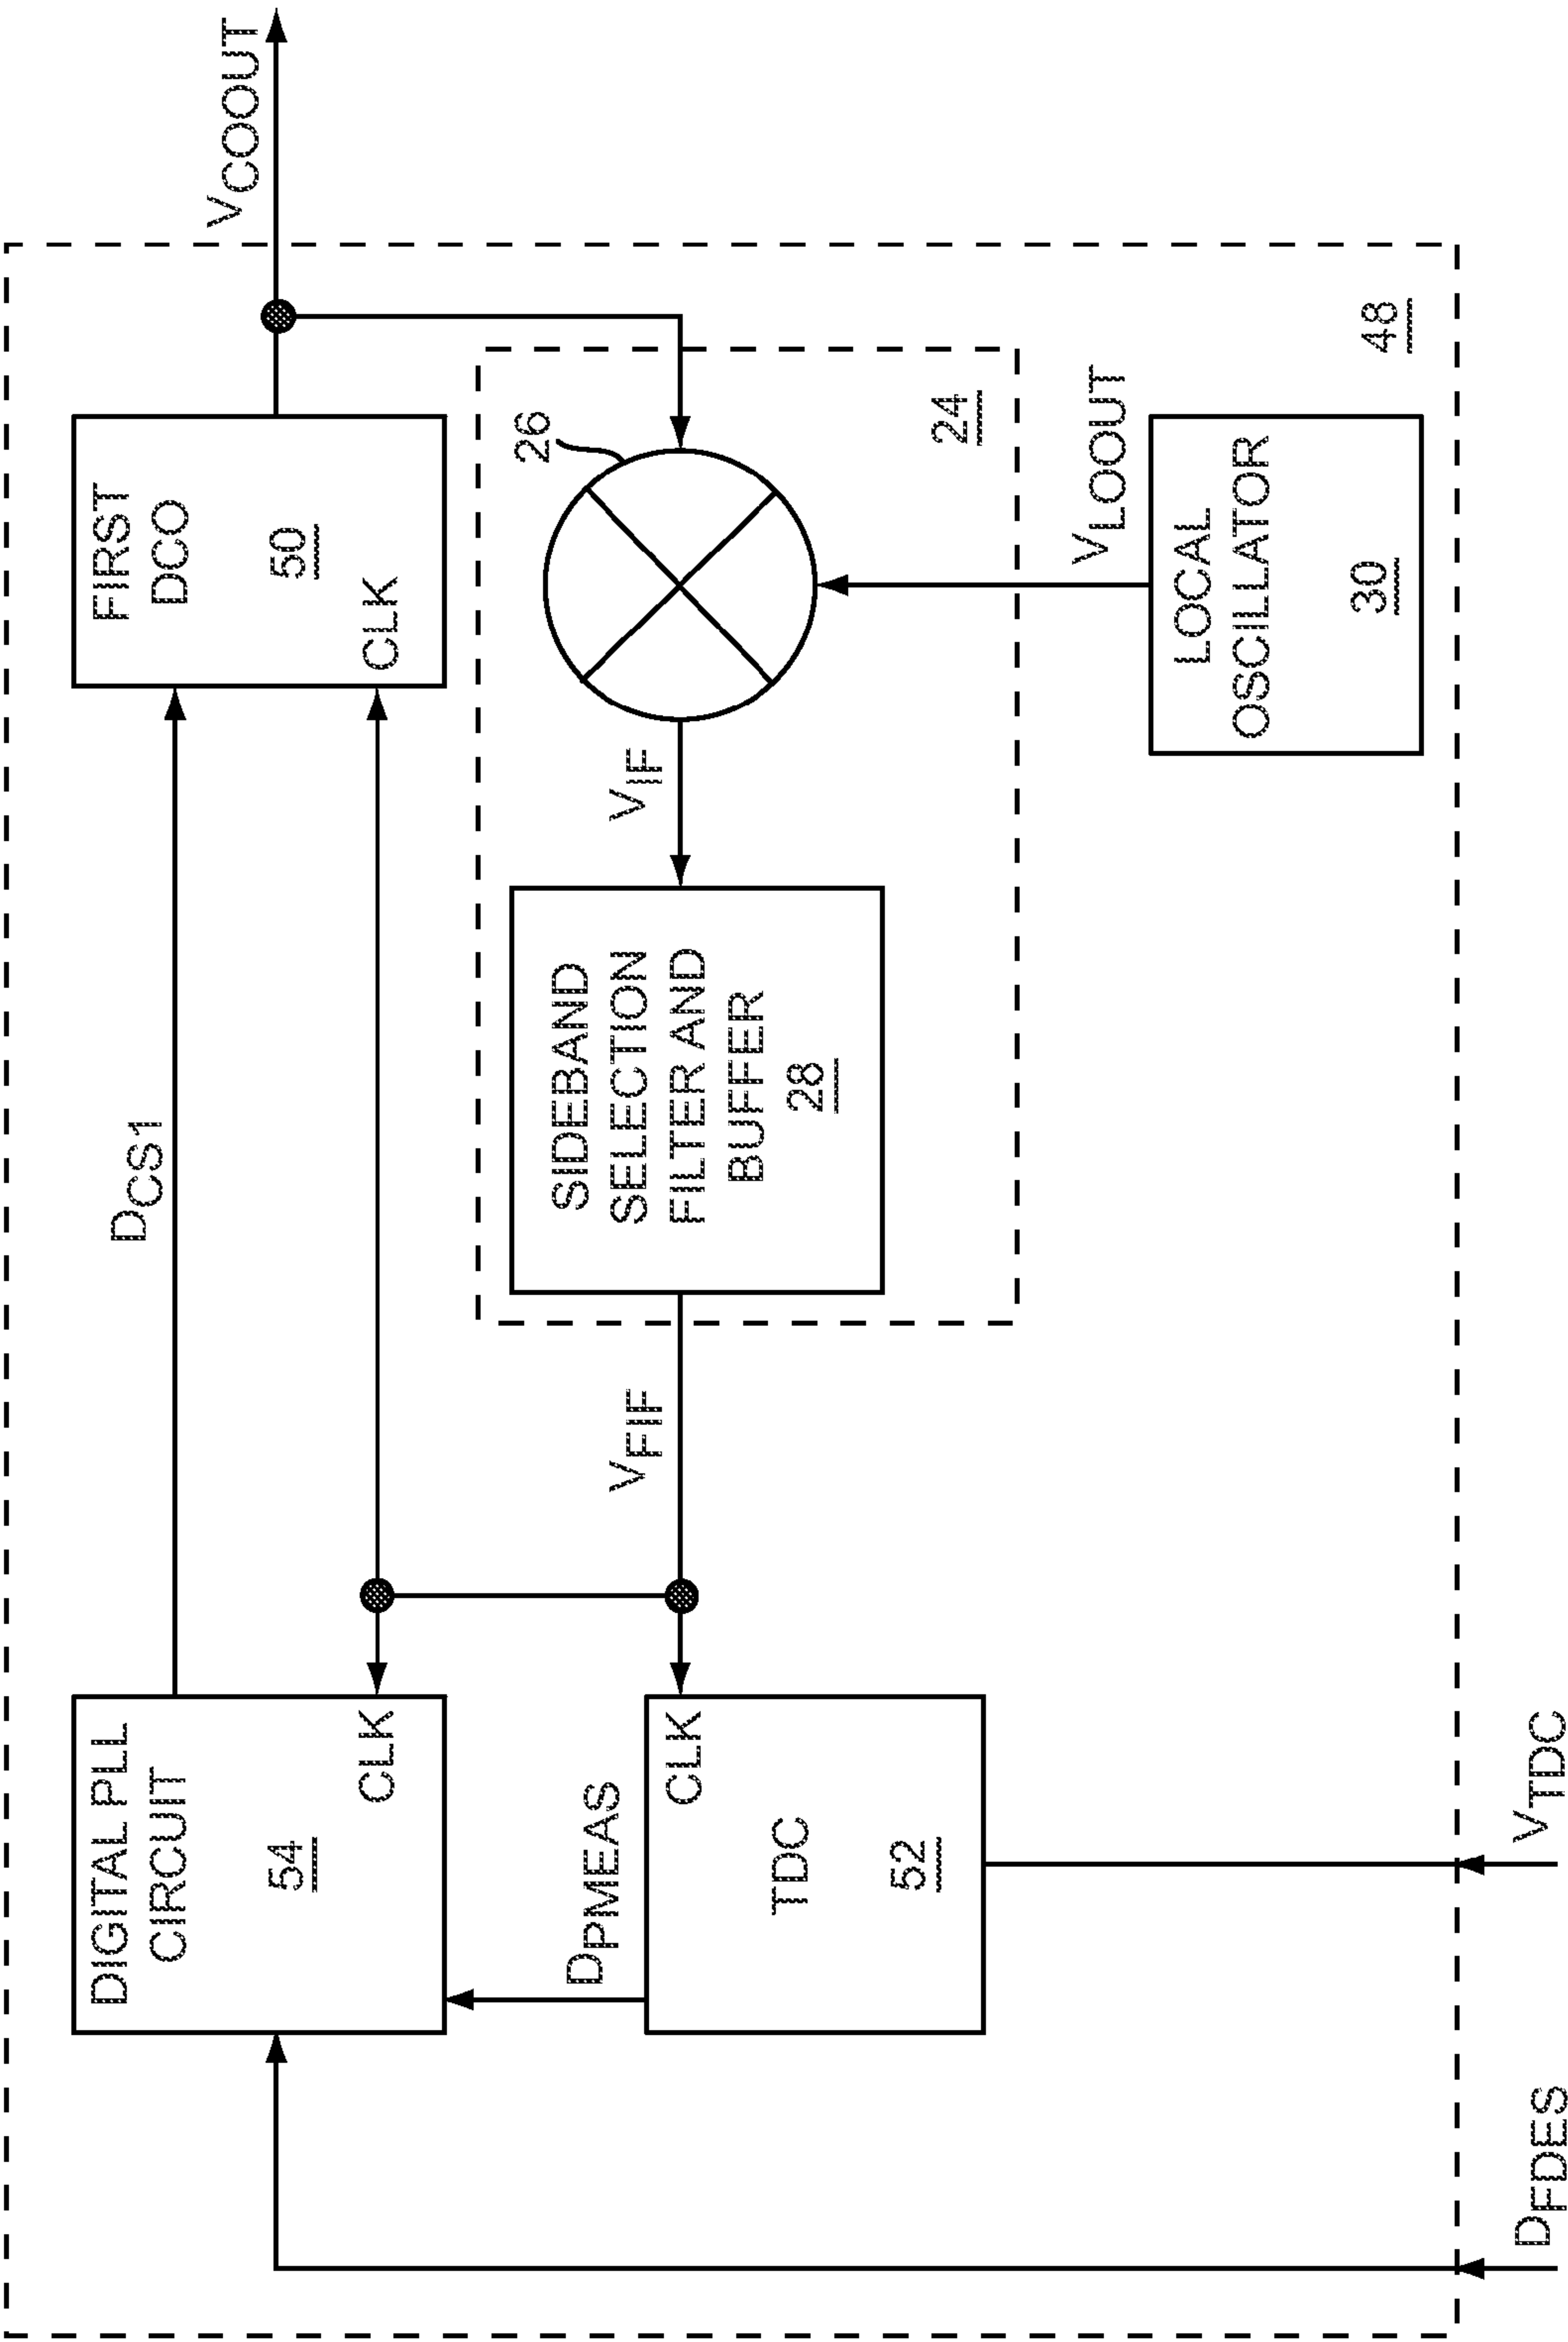 DIGITAL PLL
CIRCUIT
54
CLK
DCS1
FIRST
DCO
50
CLK
VCOOUT
DPMEAS
CLK
TDC
52
VFIF
SIDEBAND
SELECTION
FILTER AND
BUFFER
28
VIF
26
24
VLOOUT
LOCAL
OSCILLATOR
30
48
DFDES
VTDC